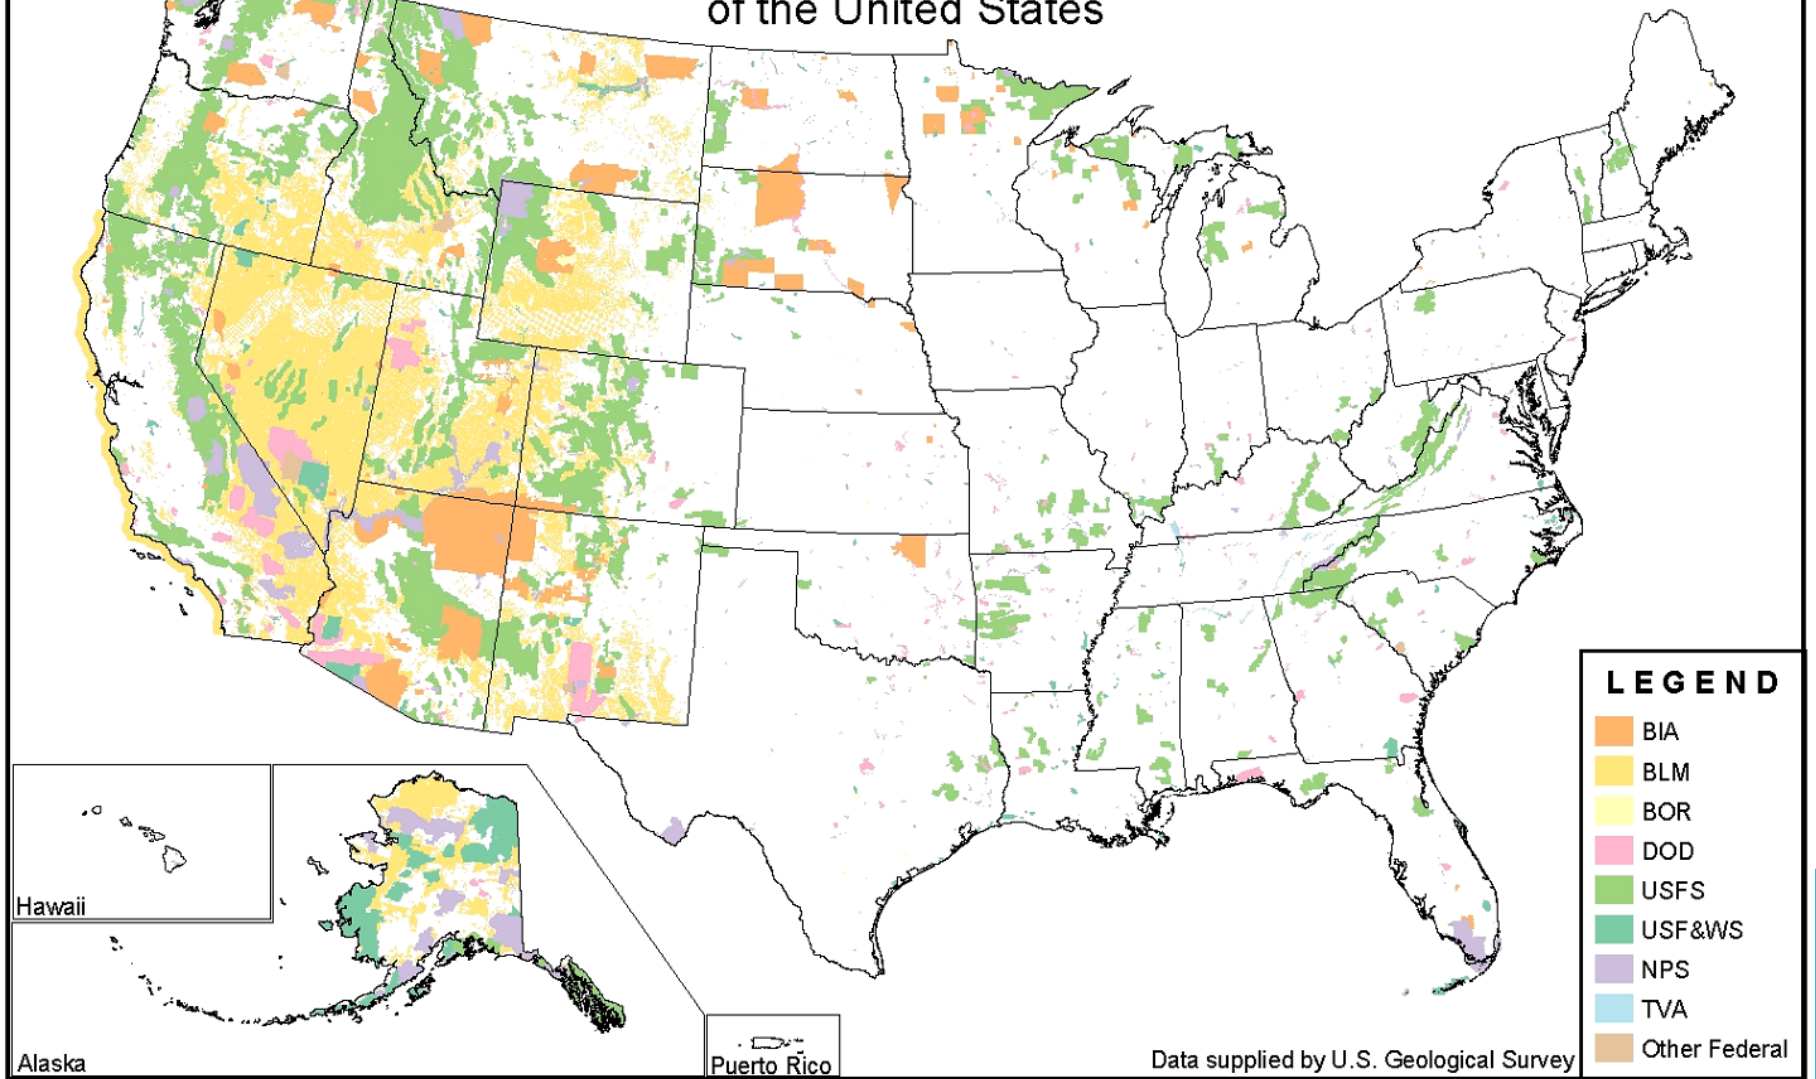 of the United States
LEGEND
BIA
BLM
BOR
DOD
USFS
USF&WS
NPS
TVA
Other Federal
Hawaii
Alaska
Puerto Rico
Data supplied by U.S. Geological Survey